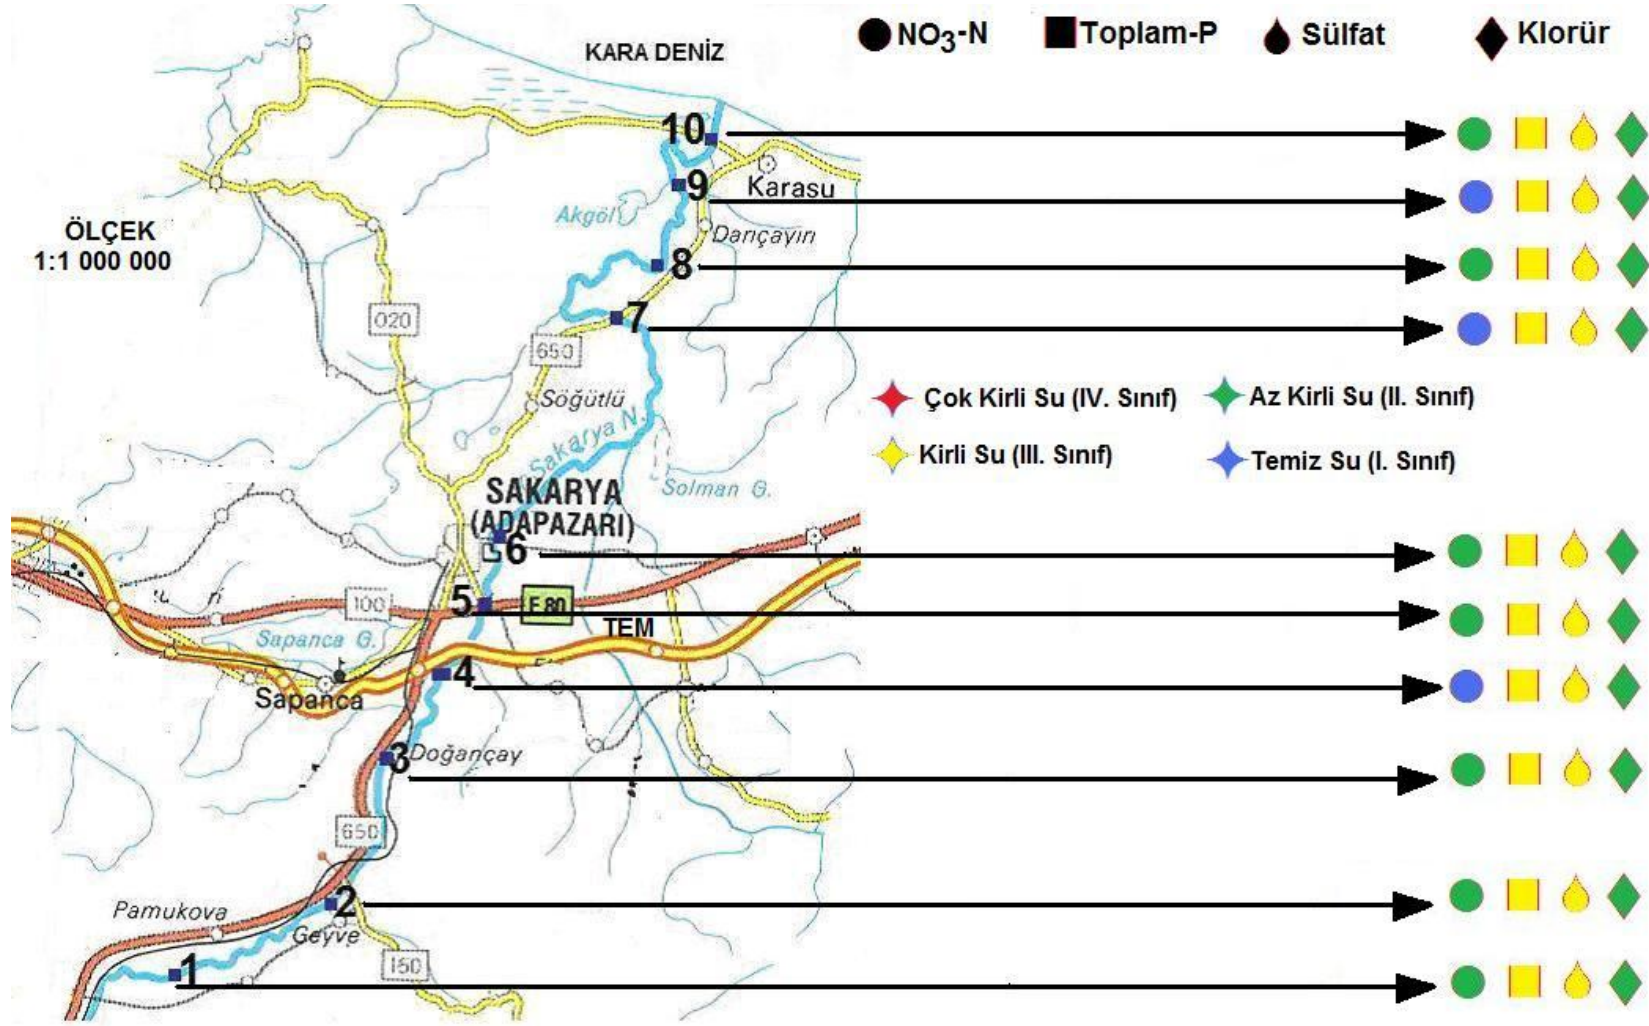 KARA DENİZ
NO3-N
Toplam-P
Sülfat
Klorür
10
9
Karasu
Akgöl
ÖLÇEK
1:1 000 000
Darıçayırı
8
7
020
650
Söğütlü
Çok Kirli Su (IV. Sınıf)
Az Kirli Su (II. Sınıf)
Kirli Su (III. Sınıf)
Temiz Su (I. Sınıf)
Sakarya N.
Solman G.
SAKARYA
(ADAPAZARI)
6
5
100
E 80
TEM
Sapanca G.
4
Sapanca
3
Doğançay
650
2
Pamukova
Geyve
1
150